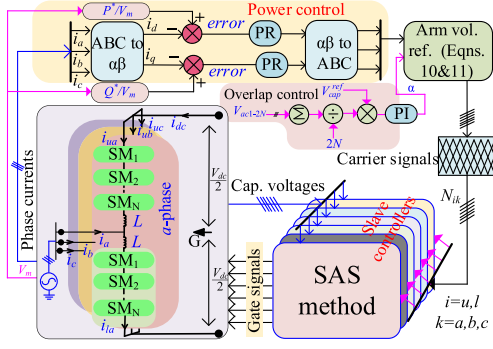 P*/Vm
Power control
ia
ib
ic
ABC to
αβ
id
iq
error
error
PR
PR
αβ to
ABC
Q*/Vm
Arm vol.
ref. (Eqns.
10&11)
α
Overlap control
Vcap^ref
Vac1-2N
Σ
÷
2N
PI
Carrier signals
Nik
Phase currents
Vm
iua
iub
iuc
idc
SM1
SM2
SMN
L
L
ia
ib
ic
SM1
SM2
SMN
ila
a-phase
Vdc
2
G
Vdc
2
Cap. voltages
Gate signals
Slave
controllers
SAS
method
i=u,l
k=a,b,c